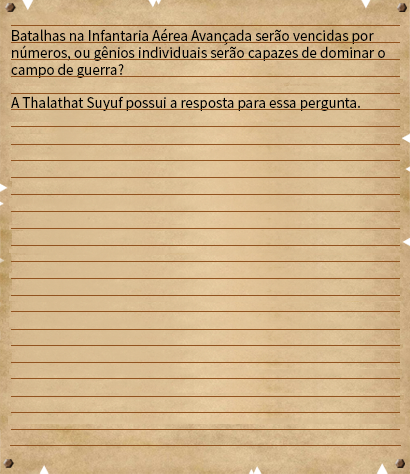 Batalhas na Infantaria Aérea Avançada serão vencidas por
números, ou gênios individuais serão capazes de dominar o
campo de guerra?
A Thalathat Suyuf possui a resposta para essa pergunta.